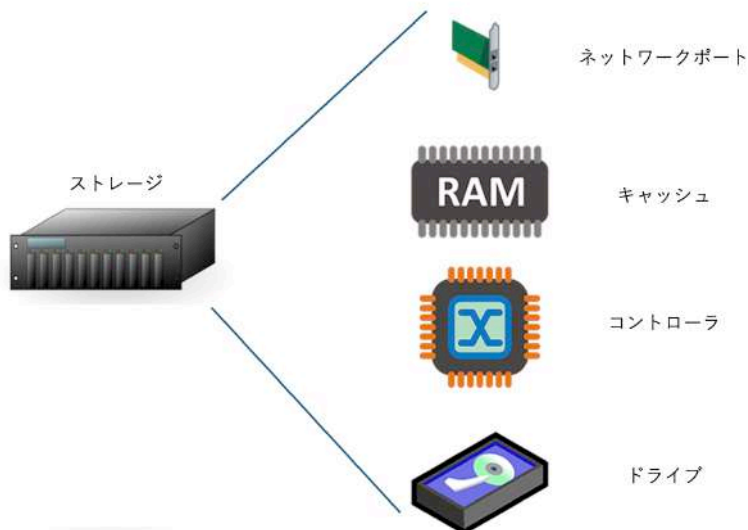 ネットワークポート
ストレージ
RAM
キャッシュ
コントローラ
ドライブ